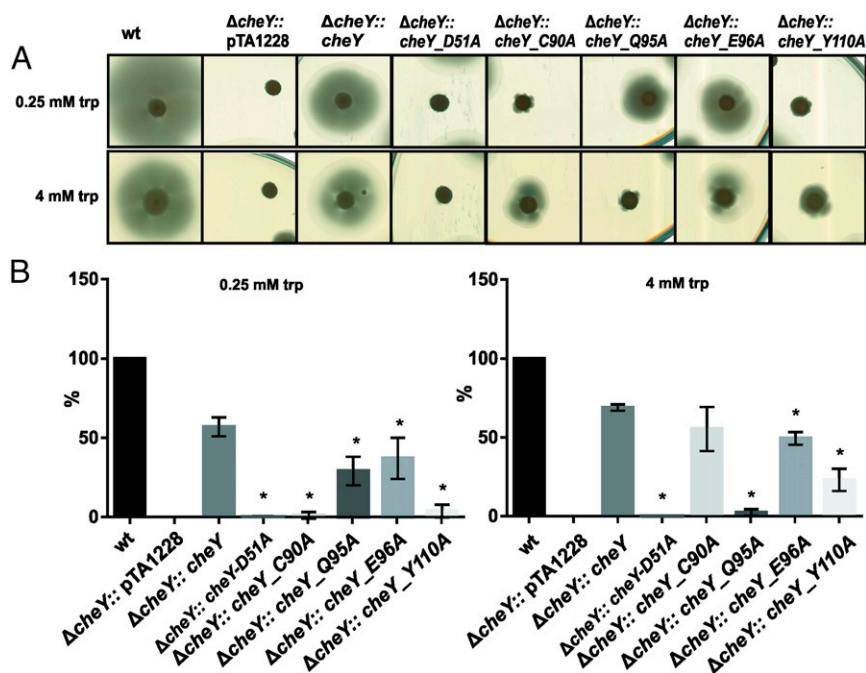 wt
ΔcheY::
pTA1228
ΔcheY::
cheY
ΔcheY::
cheY_D51A
ΔcheY::
cheY_C90A
ΔcheY::
cheY_Q95A
ΔcheY::
cheY_E96A
ΔcheY::
cheY_Y110A
A
0.25 mM trp
4 mM trp
B
0.25 mM trp
%
150
100
50
0
*
*
*
*
*
wt
ΔcheY:: pTA1228
ΔcheY:: cheY
ΔcheY:: cheY-D51A
ΔcheY:: cheY_C90A
ΔcheY:: cheY_Q95A
ΔcheY:: cheY_E96A
ΔcheY:: cheY_Y110A
4 mM trp
%
150
100
50
0
*
*
*
*
wt
ΔcheY:: pTA1228
ΔcheY:: cheY
ΔcheY:: cheY-D51A
ΔcheY:: cheY_C90A
ΔcheY:: cheY_Q95A
ΔcheY:: cheY_E96A
ΔcheY:: cheY_Y110A